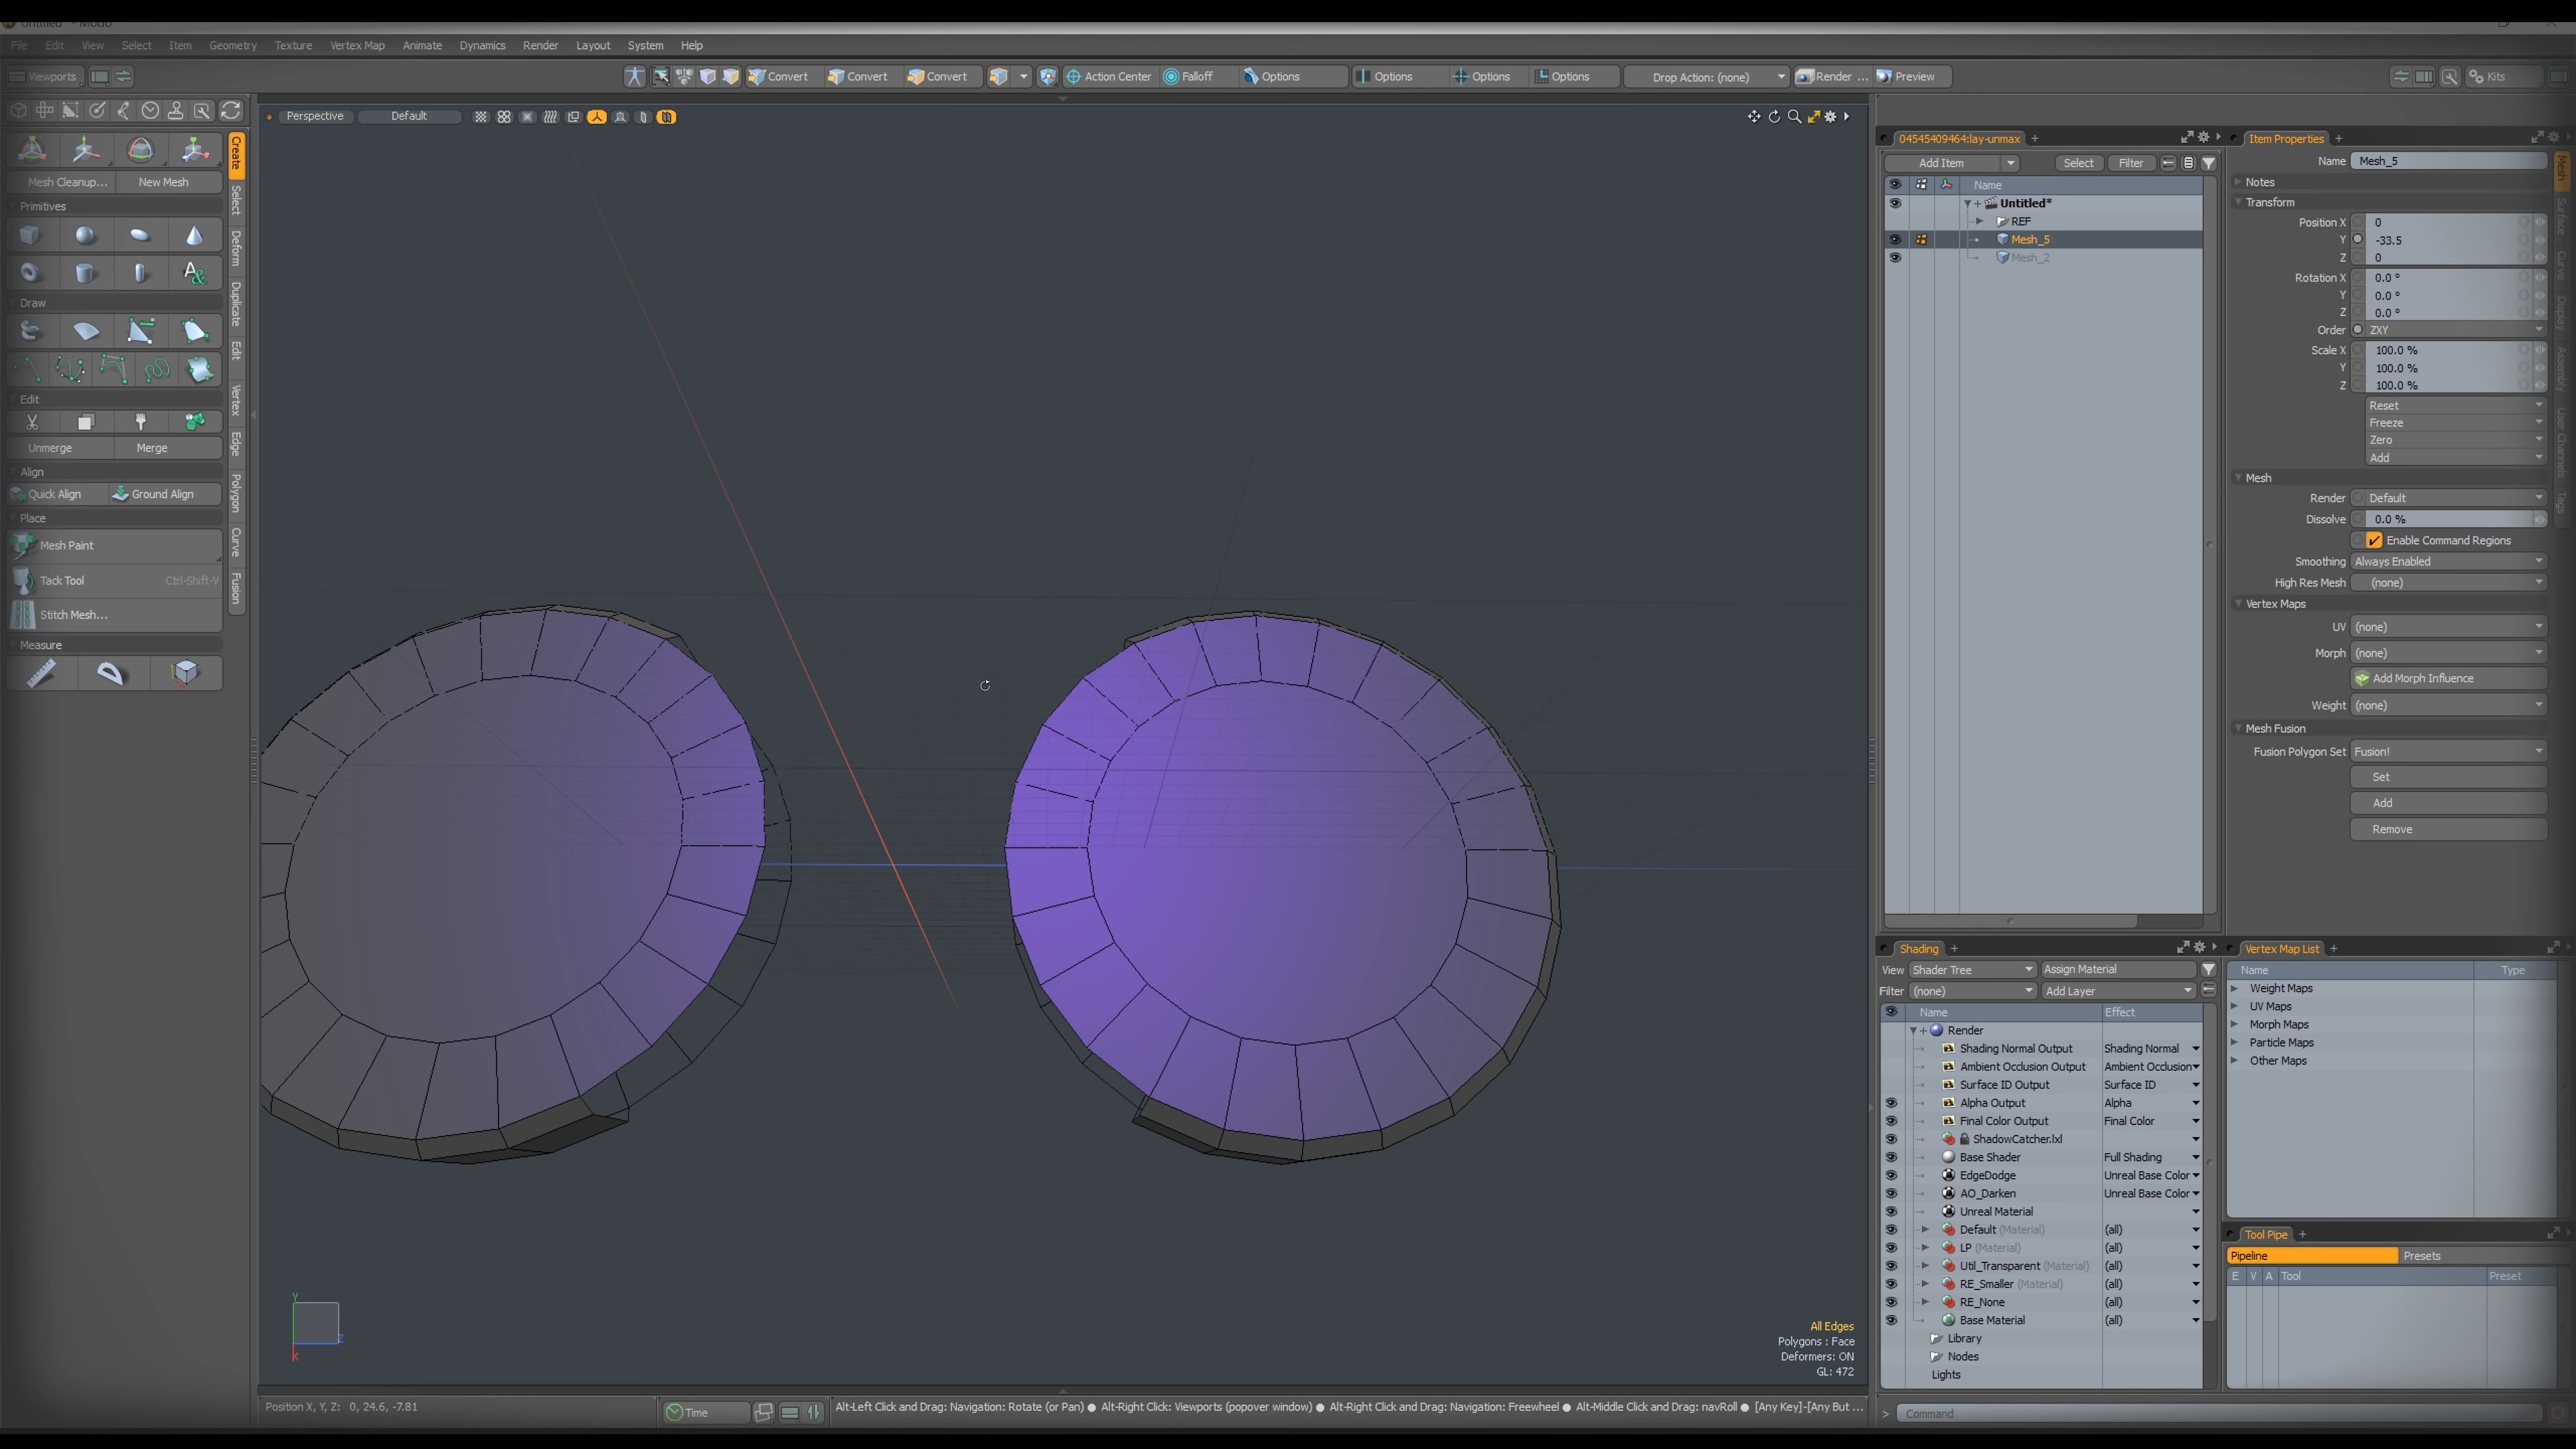 Untitled* - Modo
File Edit View Select Item Geometry Texture Vertex Map Animate Dynamics Render Layout System Help
Viewports Convert Convert Convert Action Center Falloff Options Options Options Options Drop Action: (none) Render ... Preview Kits
Perspective Default
Mesh Cleanup... New Mesh
Primitives
Draw
Edit
Unmerge Merge
Align
Quick Align Ground Align
Place
Mesh Paint
Tack Tool Ctrl-Shift-V
Stitch Mesh...
Measure
Create
Select
Deform
Duplicate
Edit
Vertex
Edge
Polygon
Curve
Fusion
Y
Z
X
All Edges
Polygons : Face
Deformers: ON
GL: 472
Position X, Y, Z: 0, 24.6, -7.81
Time
Alt-Left Click and Drag: Navigation: Rotate (or Pan) ● Alt-Right Click: Viewports (popover window) ● Alt-Right Click and Drag: Navigation: Freewheel ● Alt-Middle Click and Drag: navRoll ● [Any Key]-[Any But ...
04545409464:lay-unmax +
Add Item Select Filter
Name
Untitled*
REF
Mesh_5
Mesh_2
Item Properties +
Name Mesh_5
Notes
Transform
Position X 0
Y -33.5
Z 0
Rotation X 0.0 °
Y 0.0 °
Z 0.0 °
Order ZXY
Scale X 100.0 %
Y 100.0 %
Z 100.0 %
Reset
Freeze
Zero
Add
Mesh
Render Default
Dissolve 0.0 %
Enable Command Regions
Smoothing Always Enabled
High Res Mesh (none)
Vertex Maps
UV (none)
Morph (none)
Add Morph Influence
Weight (none)
Mesh Fusion
Fusion Polygon Set Fusion!
Set
Add
Remove
Mesh
Surface
Curve
Display
Assembly
User Channels
Tags
Shading +
View Shader Tree Assign Material
Filter (none) Add Layer
Name Effect
Render
Shading Normal Output Shading Normal
Ambient Occlusion Output Ambient Occlusion
Surface ID Output Surface ID
Alpha Output Alpha
Final Color Output Final Color
ShadowCatcher.lxl
Base Shader Full Shading
EdgeDodge Unreal Base Color
AO_Darken Unreal Base Color
Unreal Material
Default (Material) (all)
LP (Material) (all)
Util_Transparent (Material) (all)
RE_Smaller (Material) (all)
RE_None (all)
Base Material (all)
Library
Nodes
Lights
Vertex Map List +
Name Type
Weight Maps
UV Maps
Morph Maps
Particle Maps
Other Maps
Tool Pipe +
Pipeline Presets
E V A Tool Preset
> Command